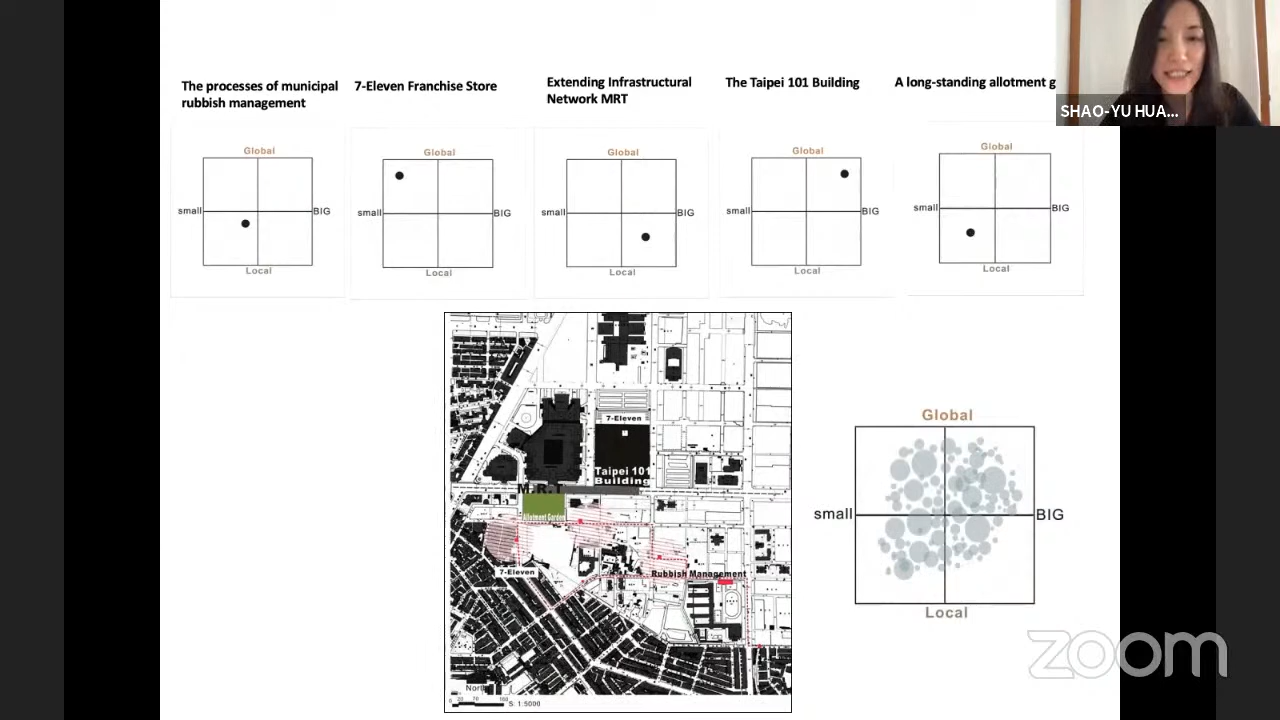 The processes of municipal
rubbish management
7-Eleven Franchise Store
Extending Infrastructural
Network MRT
The Taipei 101 Building
A long-standing allotment g
SHAO-YU HUA...
Global
small
BIG
Local
Global
small
BIG
Local
Global
small
BIG
Local
Global
small
BIG
Local
Global
small
BIG
Local
7-Eleven
Taipei 101
Building
Allotment Garden
7-Eleven
Rubbish Management
North
S: 1:5000
Global
small
BIG
Local
zoom